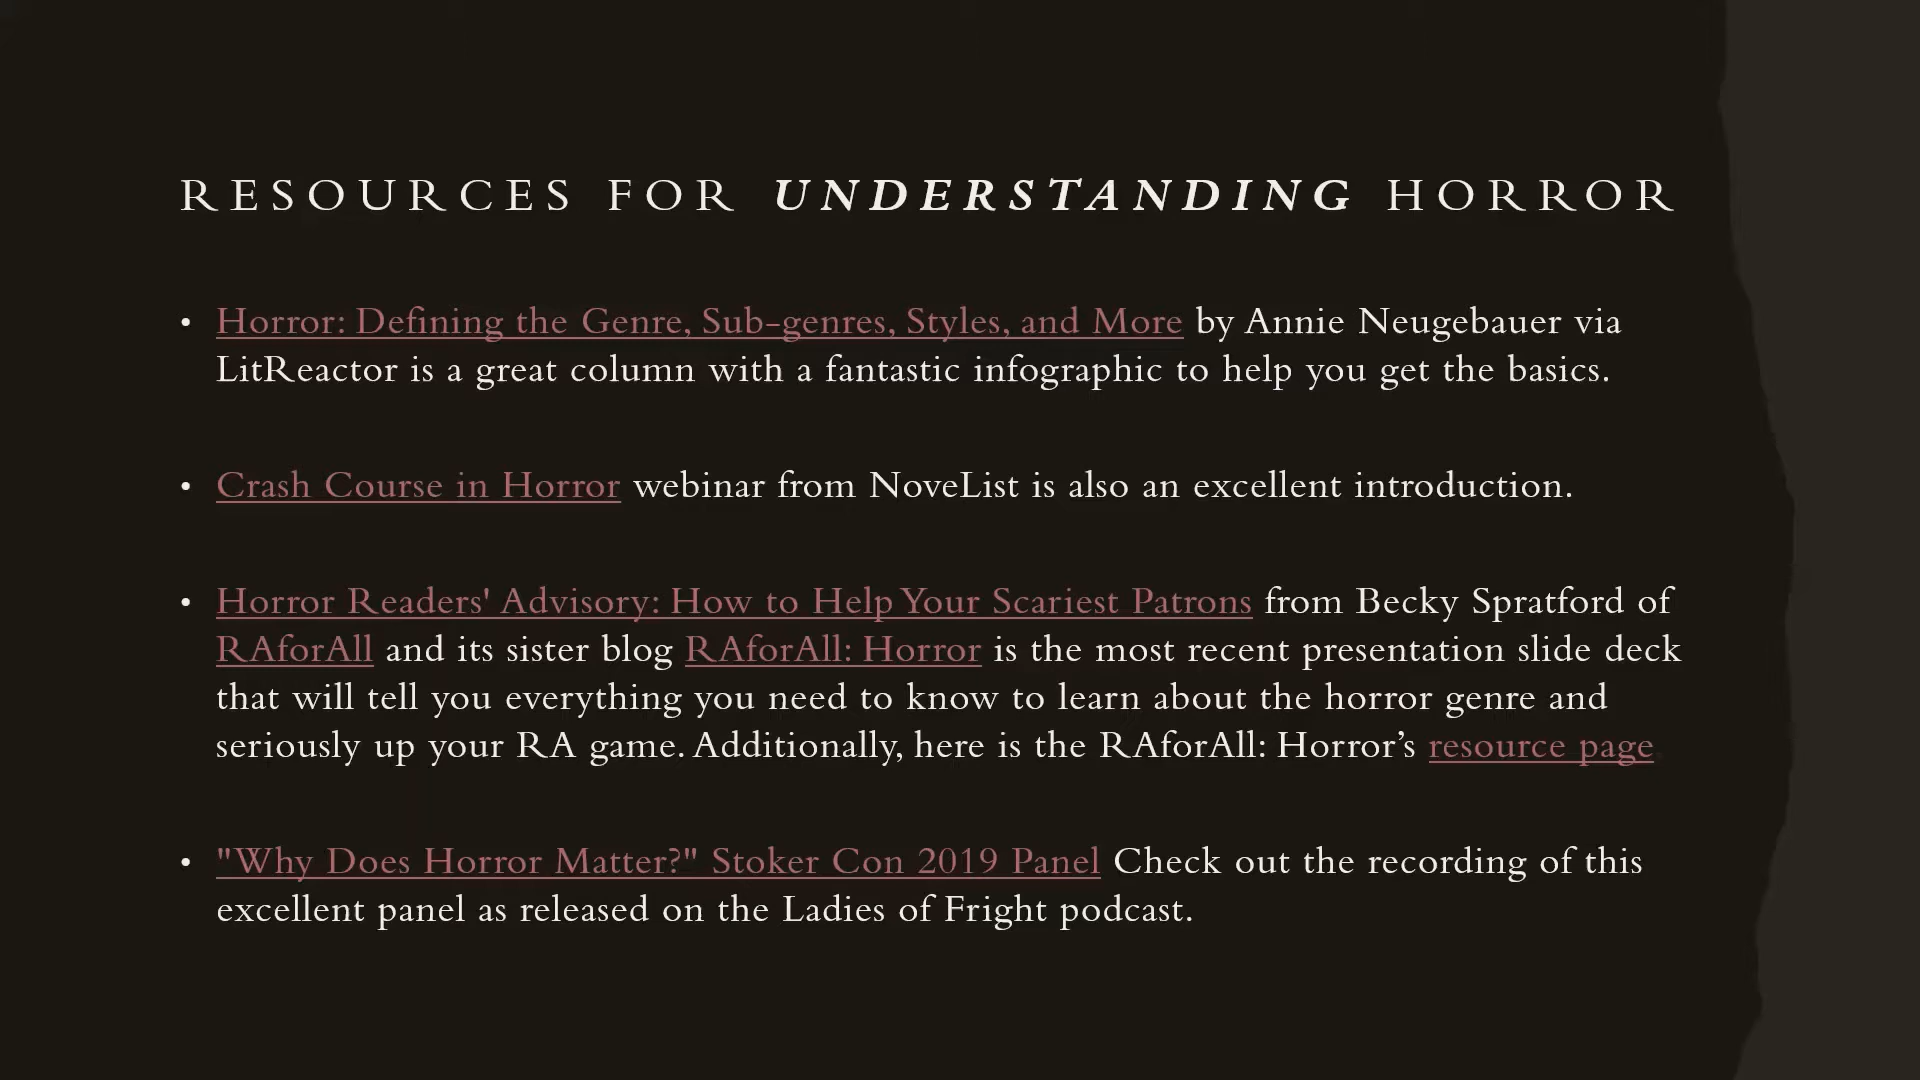 RESOURCES FOR UNDERSTANDING HORROR
• Horror: Defining the Genre, Sub-genres, Styles, and More by Annie Neugebauer via
LitReactor is a great column with a fantastic infographic to help you get the basics.
• Crash Course in Horror webinar from NoveList is also an excellent introduction.
• Horror Readers' Advisory: How to Help Your Scariest Patrons from Becky Spratford of
RAforAll and its sister blog RAforAll: Horror is the most recent presentation slide deck
that will tell you everything you need to know to learn about the horror genre and
seriously up your RA game. Additionally, here is the RAforAll: Horror’s resource page
• "Why Does Horror Matter?" Stoker Con 2019 Panel Check out the recording of this
excellent panel as released on the Ladies of Fright podcast.